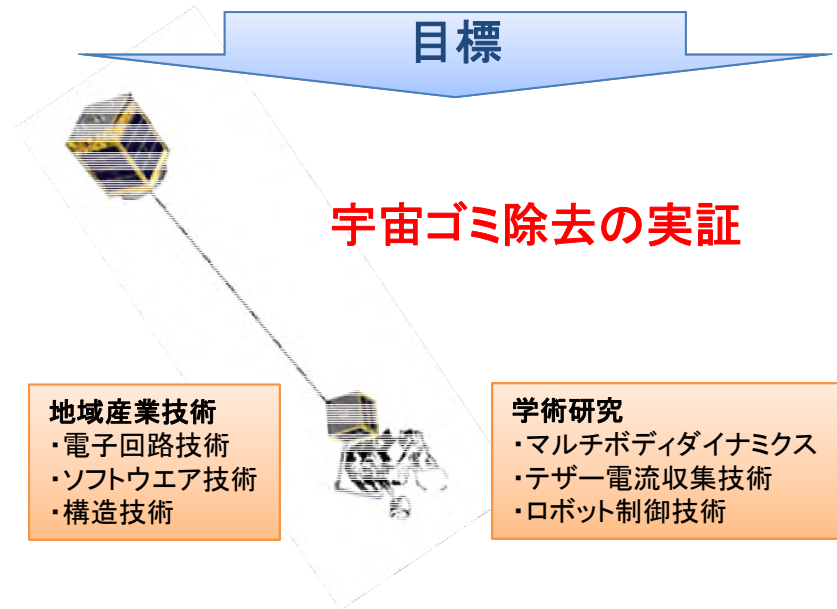 目標
宇宙ゴミ除去の実証
地域産業技術
・電子回路技術
・ソフトウエア技術
・構造技術
学術研究
・マルチボディダイナミクス
・テザー電流収集技術
・ロボット制御技術